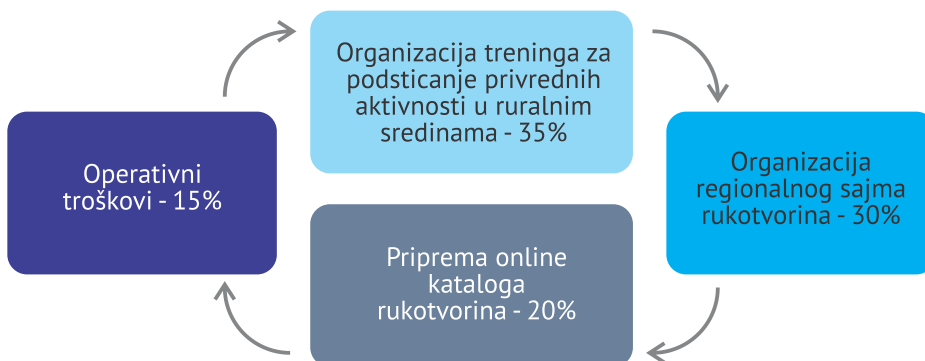 Organizacija treninga za
podsticanje privrednih
aktivnosti u ruralnim
sredinama - 35%
Operativni
troškovi - 15%
Organizacija
regionalnog sajma
rukotvorina - 30%
Priprema online
kataloga
rukotvorina - 20%